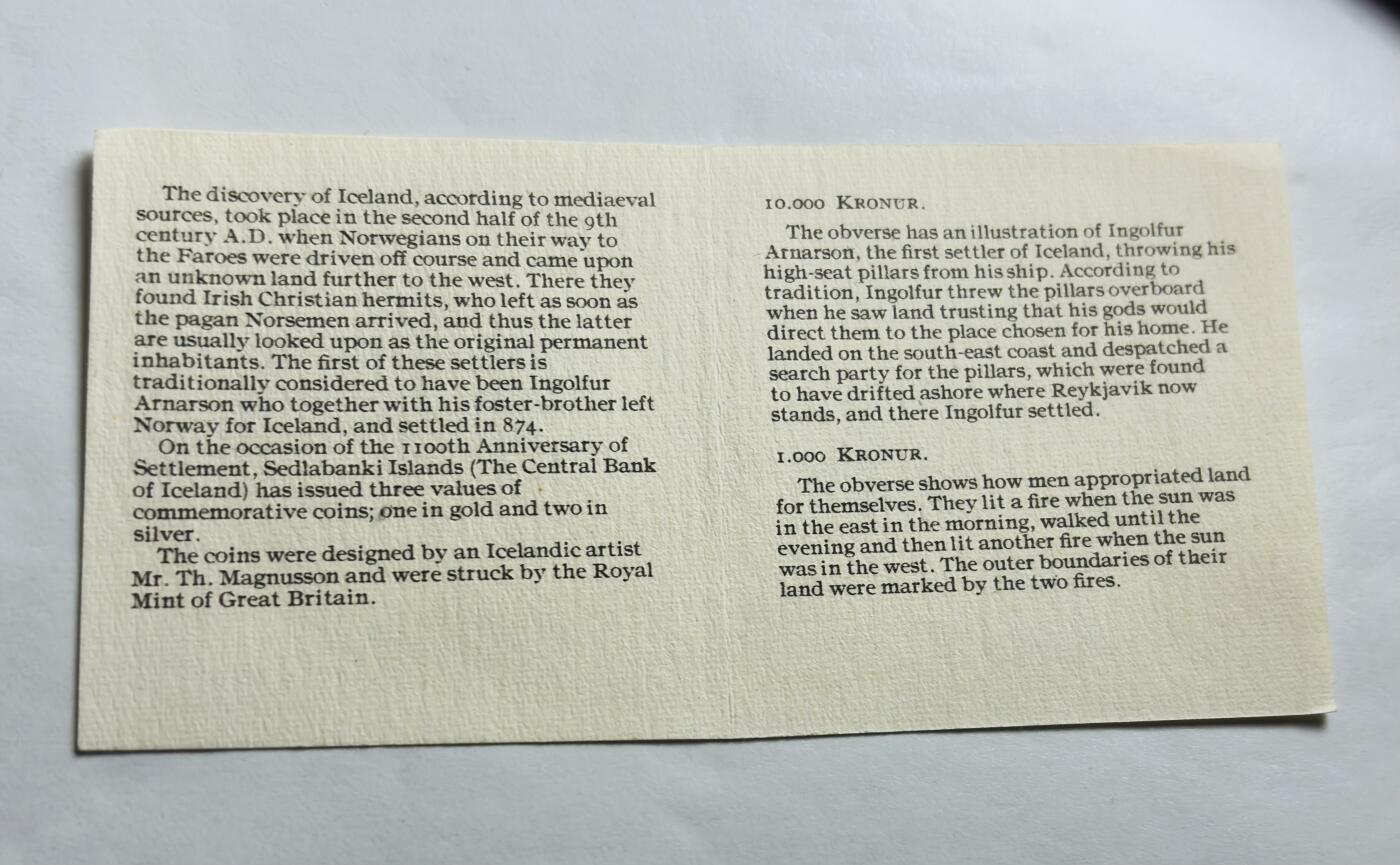 The discovery of Iceland, according to mediaeval
sources, took place in the second half of the 9th
century A.D. when Norwegians on their way to
the Faroes were driven off course and came upon
an unknown land further to the west. There they
found Irish Christian hermits, who left as soon as
the pagan Norsemen arrived, and thus the latter
are usually looked upon as the original permanent
inhabitants. The first of these settlers is
traditionally considered to have been Ingolfur
Arnarson who together with his foster-brother left
Norway for Iceland, and settled in 874.
On the occasion of the 1100th Anniversary of
Settlement, Sedlabanki Islands (The Central Bank
of Iceland) has issued three values of
commemorative coins; one in gold and two in
silver.
The coins were designed by an Icelandic artist
Mr. Th. Magnusson and were struck by the Royal
Mint of Great Britain.
10.000 KRONUR.
The obverse has an illustration of Ingolfur
Arnarson, the first settler of Iceland, throwing his
high-seat pillars from his ship. According to
tradition, Ingolfur threw the pillars overboard
when he saw land trusting that his gods would
direct them to the place chosen for his home. He
landed on the south-east coast and despatched a
search party for the pillars, which were found
to have drifted ashore where Reykjavik now
stands, and there Ingolfur settled.
1.000 KRONUR.
The obverse shows how men appropriated land
for themselves. They lit a fire when the sun was
in the east in the morning, walked until the
evening and then lit another fire when the sun
was in the west. The outer boundaries of their
land were marked by the two fires.